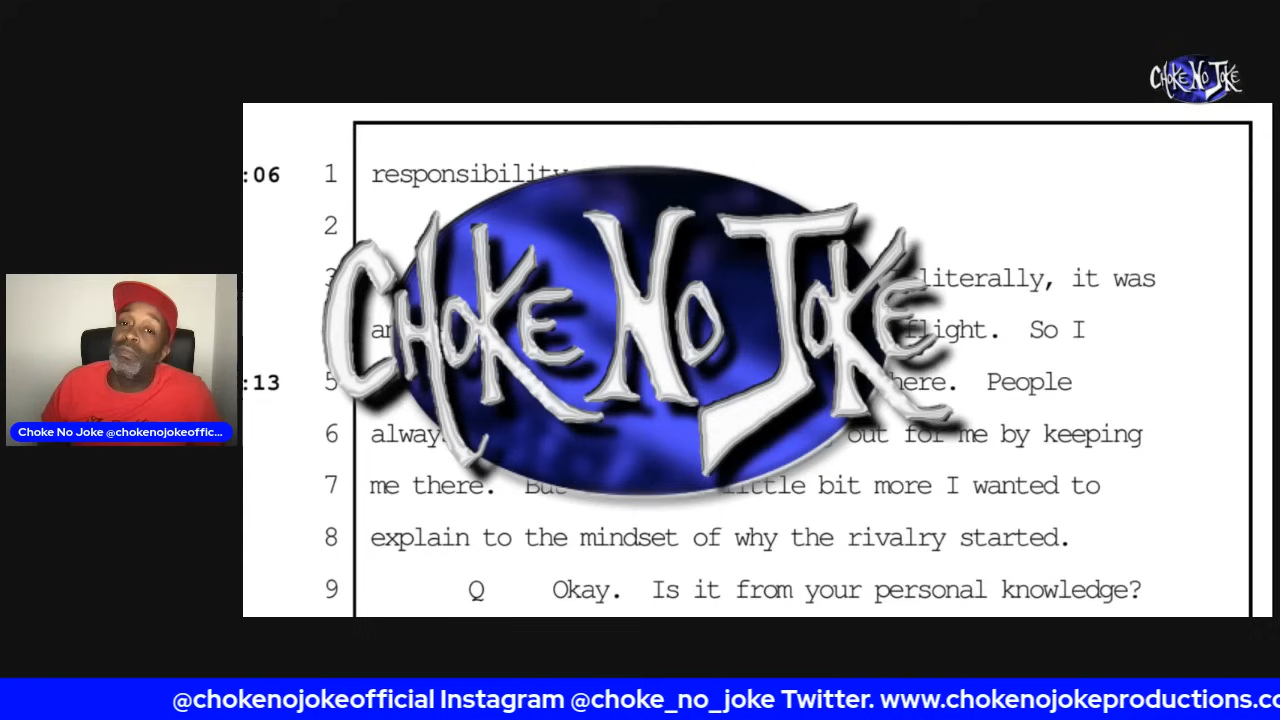 CHOKE NO JOKE
:06 1 responsibility
2
literally, it was
flight. So I
:13 5 here. People
6 alway out for me by keeping
7 me there. But little bit more I wanted to
8 explain to the mindset of why the rivalry started.
9 Q Okay. Is it from your personal knowledge?
CHOKE NO JOKE
Choke No Joke @chokenojokeoffic...
@chokenojokeofficial Instagram @choke_no_joke Twitter. www.chokenojokeproductions.co